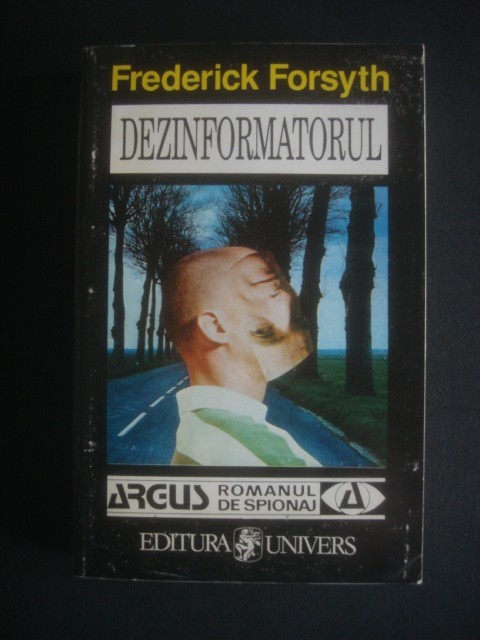 Frederick Forsyth
DEZINFORMATORUL
ARGUS
ROMANUL
DE SPIONAJ
A
EDITURA UNIVERS